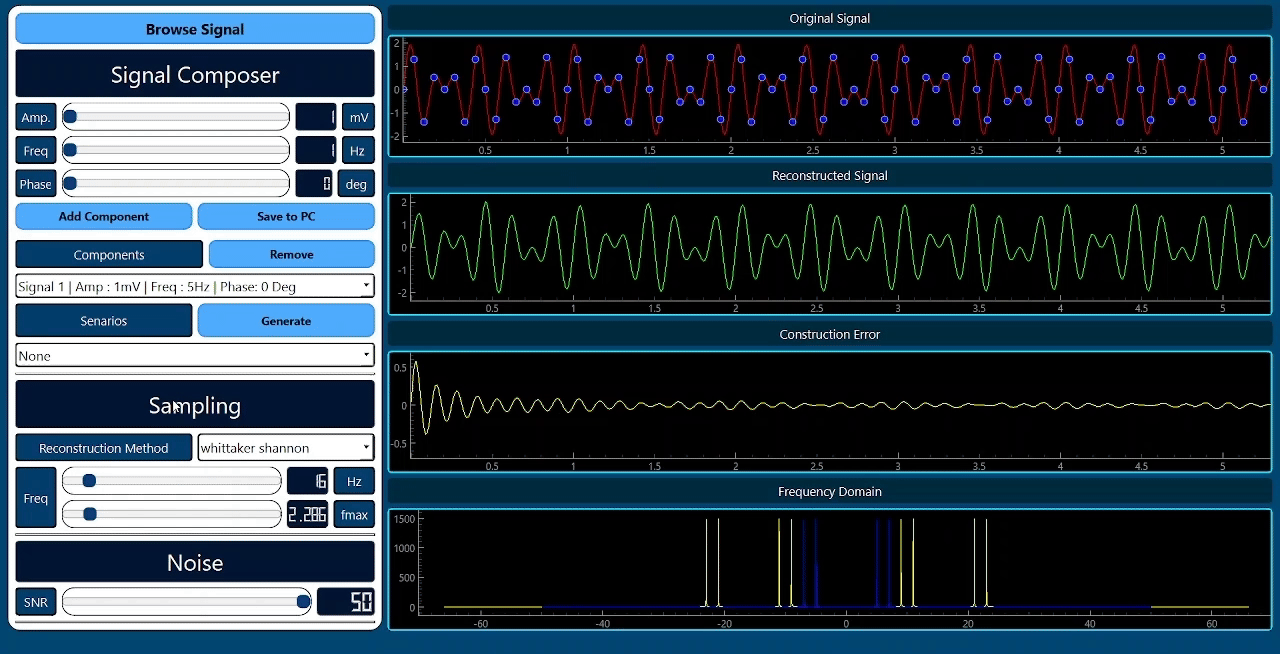 Browse Signal
Signal Composer
Amp. 1 mV
Freq 1 Hz
Phase 0 deg
Add Component Save to PC
Components Remove
Signal 1 | Amp : 1mV | Freq : 5Hz | Phase: 0 Deg
Senarios Generate
None
Sampling
Reconstruction Method whittaker shannon
Freq
16 Hz
2.286 fmax
Noise
SNR 50
Original Signal
2
1
0
-1
-2
0.5 1 1.5 2 2.5 3 3.5 4 4.5 5
Reconstructed Signal
2
1
0
-1
-2
0.5 1 1.5 2 2.5 3 3.5 4 4.5 5
Construction Error
0.5
0
-0.5
0.5 1 1.5 2 2.5 3 3.5 4 4.5 5
Frequency Domain
1500
1000
500
0
-60 -40 -20 0 20 40 60